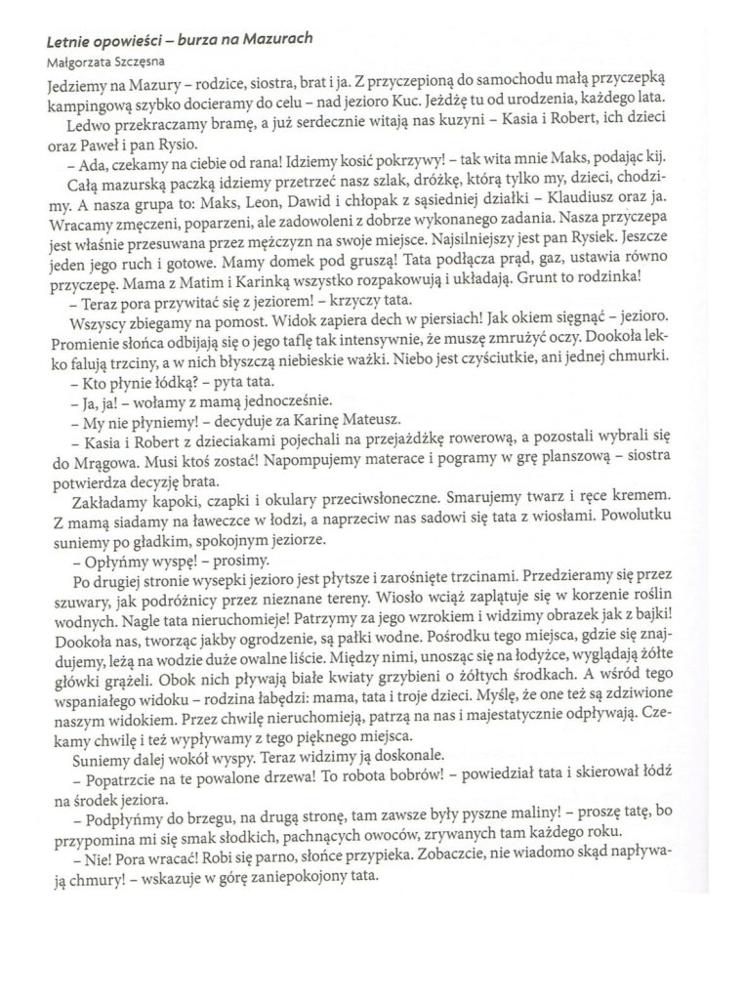 Letnie opowieści – burza na Mazurach
Małgorzata Szczęsna
Jedziemy na Mazury – rodzice, siostra, brat i ja. Z przyczepioną do samochodu małą przyczepką
kampingową szybko docieramy do celu – nad jezioro Kuc. Jeżdżę tu od urodzenia, każdego lata.
Ledwo przekraczamy bramę, a już serdecznie witają nas kuzyni – Kasia i Robert, ich dzieci
oraz Paweł i pan Rysio.
– Ada, czekamy na ciebie od rana! Idziemy kosić pokrzywy! – tak wita mnie Maks, podając kij.
Całą mazurską paczką idziemy przetrzeć nasz szlak, dróżkę, którą tylko my, dzieci, chodzi-
my. A nasza grupa to: Maks, Leon, Dawid i chłopak z sąsiedniej działki – Klaudiusz oraz ja.
Wracamy zmęczeni, poparzeni, ale zadowoleni z dobrze wykonanego zadania. Nasza przyczepa
jest właśnie przesuwana przez mężczyzn na swoje miejsce. Najsilniejszy jest pan Rysiek. Jeszcze
jeden jego ruch i gotowe. Mamy domek pod gruszą! Tata podłącza prąd, gaz, ustawia równo
przyczepę. Mama z Matim i Karinką wszystko rozpakowują i układają. Grunt to rodzinka!
– Teraz pora przywitać się z jeziorem! – krzyczy tata.
Wszyscy zbiegamy na pomost. Widok zapiera dech w piersiach! Jak okiem sięgnąć – jezioro.
Promienie słońca odbijają się o jego taflę tak intensywnie, że muszę zmrużyć oczy. Dookoła lek-
ko falują trzciny, a w nich błyszczą niebieskie ważki. Niebo jest czyściutkie, ani jednej chmurki.
– Kto płynie łódką? – pyta tata.
– Ja, ja! – wołamy z mamą jednocześnie.
– My nie płyniemy! – decyduje za Karinę Mateusz.
– Kasia i Robert z dzieciakami pojechali na przejażdżkę rowerową, a pozostali wybrali się
do Mrągowa. Musi ktoś zostać! Napompujemy materace i pogramy w grę planszową – siostra
potwierdza decyzję brata.
Zakładamy kapoki, czapki i okulary przeciwsłoneczne. Smarujemy twarz i ręce kremem.
Z mamą siadamy na ławeczce w łodzi, a naprzeciw nas sadowi się tata z wiosłami. Powolutku
suniemy po gładkim, spokojnym jeziorze.
– Opłyńmy wyspę! – prosimy.
Po drugiej stronie wysepki jezioro jest płytsze i zarośnięte trzcinami. Przedzieramy się przez
szuwary, jak podróżnicy przez nieznane tereny. Wiosło wciąż zaplątuje się w korzenie roślin
wodnych. Nagle tata nieruchomieje! Patrzymy za jego wzrokiem i widzimy obrazek jak z bajki!
Dookoła nas, tworząc jakby ogrodzenie, są pałki wodne. Pośrodku tego miejsca, gdzie się znaj-
dujemy, leżą na wodzie duże owalne liście. Między nimi, unosząc się na łodyżce, wyglądają żółte
główki grążeli. Obok nich pływają białe kwiaty grzybieni o żółtych środkach. A wśród tego
wspaniałego widoku – rodzina łabędzi: mama, tata i troje dzieci. Myślę, że one też są zdziwione
naszym widokiem. Przez chwilę nieruchomieją, patrzą na nas i majestatycznie odpływają. Cze-
kamy chwilę i też wypływamy z tego pięknego miejsca.
Suniemy dalej wokół wyspy. Teraz widzimy ją doskonale.
– Popatrzcie na te powalone drzewa! To robota bobrów! – powiedział tata i skierował łódź
na środek jeziora.
– Podpłyńmy do brzegu, na drugą stronę, tam zawsze były pyszne maliny! – proszę tatę, bo
przypomina mi się smak słodkich, pachnących owoców, zrywanych tam każdego roku.
– Nie! Pora wracać! Robi się parno, słońce przypieka. Zobaczcie, nie wiadomo skąd napływa-
ją chmury! – wskazuje w górę zaniepokojony tata.